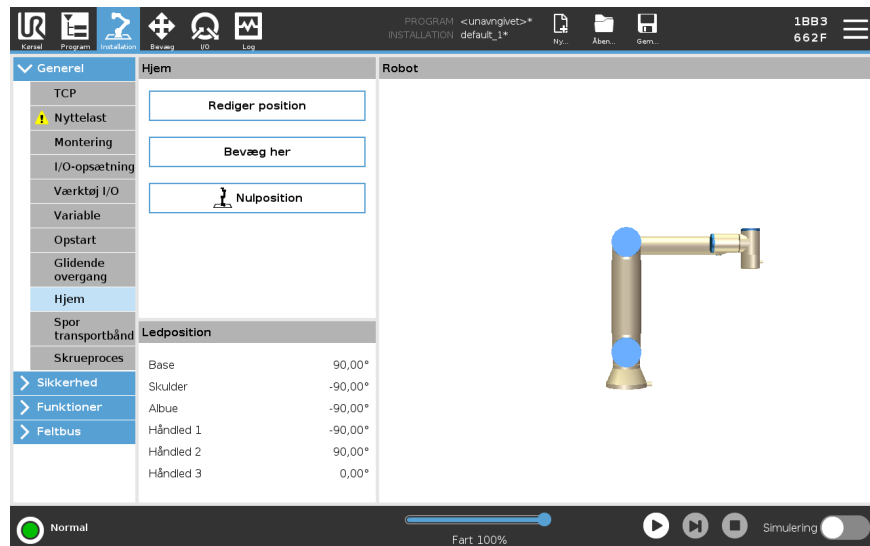 PROGRAM <unavngivet>*
INSTALLATION default_1*
1BB3
662F
UR
Kørsel Program Installation Bevæg I/O Log
Ny... Åben... Gem...
Generel
TCP
Nyttelast
Montering
I/O-opsætning
Værktøj I/O
Variable
Opstart
Glidende
overgang
Hjem
Spor
transportbånd
Skrueproces
Sikkerhed
Funktioner
Feltbus
Hjem
Rediger position
Bevæg her
Nulposition
Ledposition
Base 90,00°
Skulder -90,00°
Albue -90,00°
Håndled 1 -90,00°
Håndled 2 90,00°
Håndled 3 0,00°
Robot
Normal
Fart 100%
Simulering